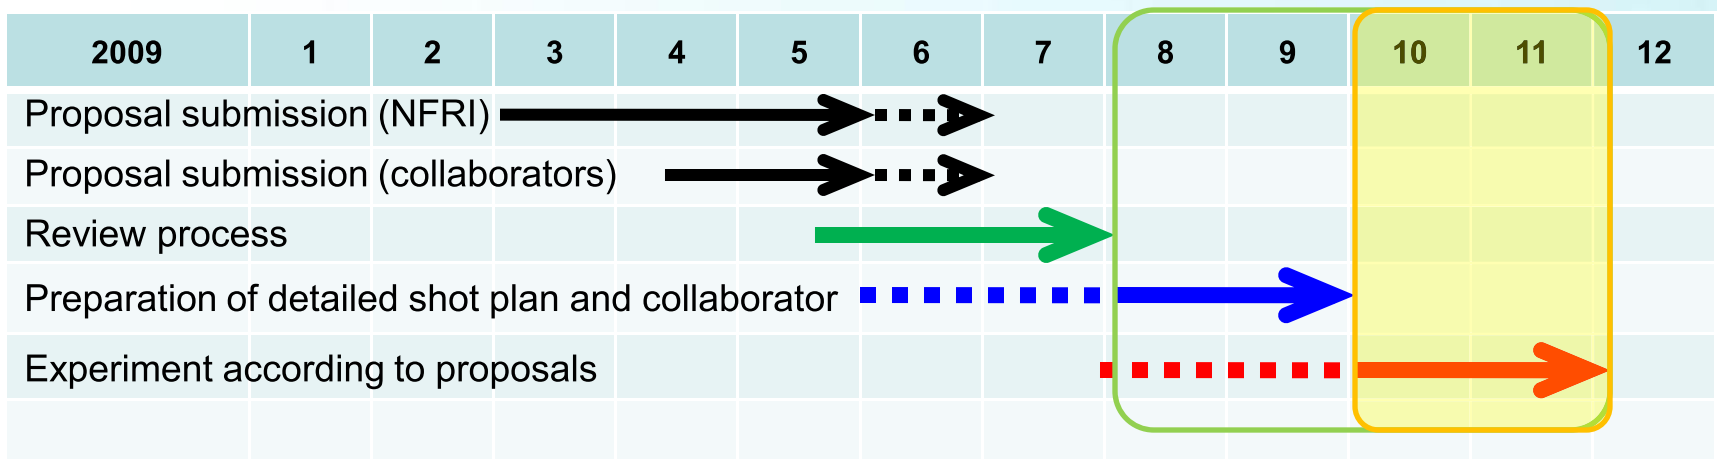 2009 1 2 3 4 5 6 7 8 9 10 11 12
Proposal submission (NFRI)
Proposal submission (collaborators)
Review process
Preparation of detailed shot plan and collaborator
Experiment according to proposals